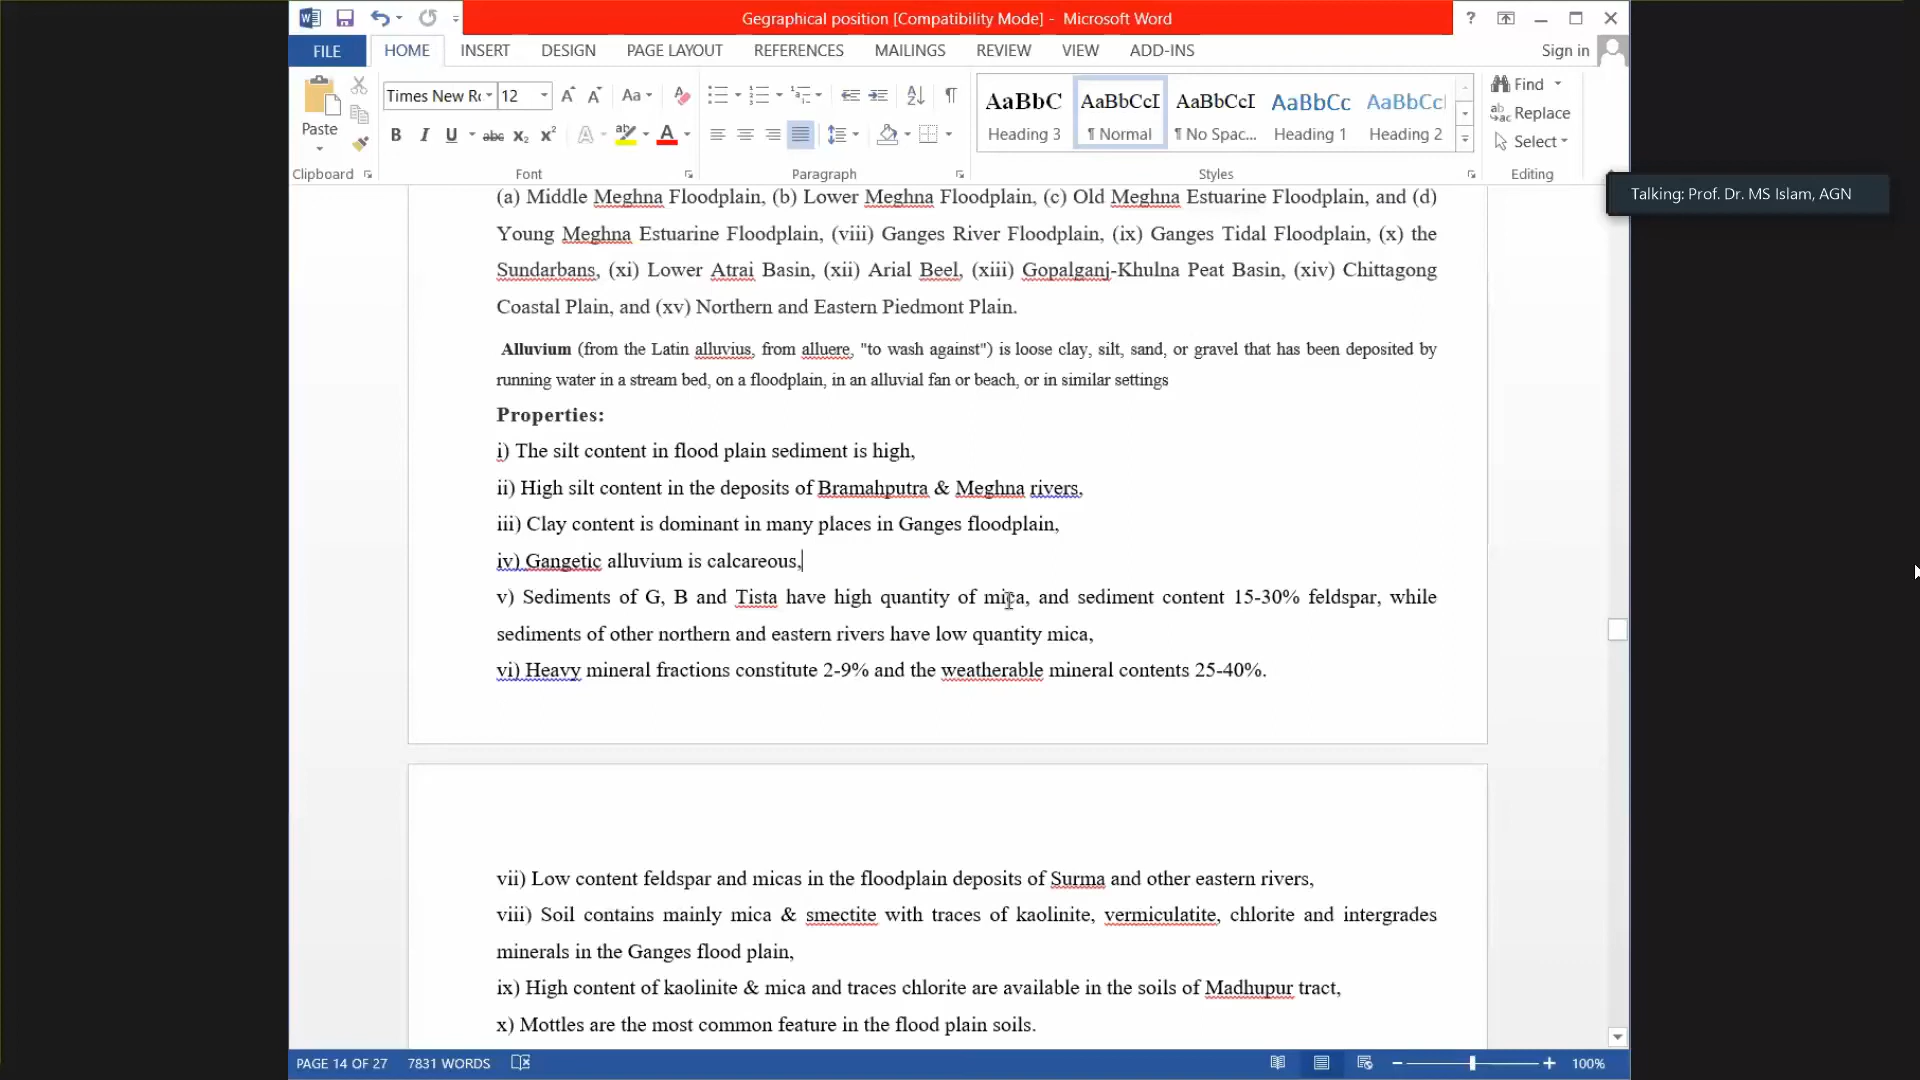 Gegraphical position [Compatibility Mode] - Microsoft Word
?
FILE HOME INSERT DESIGN PAGE LAYOUT REFERENCES MAILINGS REVIEW VIEW ADD-INS Sign in
Paste
Clipboard
Times New Rc 12
Aa
B I U abc X₂ X² A A
Font
Paragraph
AaBbC AaBbCcI AaBbCcI AaBbCc AaBbCcI
Heading 3 ¶ Normal ¶ No Spac... Heading 1 Heading 2
Styles
Find
Replace
Select
Editing
Talking: Prof. Dr. MS Islam, AGN
(a) Middle Meghna Floodplain, (b) Lower Meghna Floodplain, (c) Old Meghna Estuarine Floodplain, and (d)
Young Meghna Estuarine Floodplain, (viii) Ganges River Floodplain, (ix) Ganges Tidal Floodplain, (x) the
Sundarbans, (xi) Lower Atrai Basin, (xii) Arial Beel, (xiii) Gopalganj-Khulna Peat Basin, (xiv) Chittagong
Coastal Plain, and (xv) Northern and Eastern Piedmont Plain.
Alluvium (from the Latin alluvius, from alluere, "to wash against") is loose clay, silt, sand, or gravel that has been deposited by
running water in a stream bed, on a floodplain, in an alluvial fan or beach, or in similar settings
Properties:
i) The silt content in flood plain sediment is high,
ii) High silt content in the deposits of Bramahputra & Meghna rivers,
iii) Clay content is dominant in many places in Ganges floodplain,
iv) Gangetic alluvium is calcareous,
v) Sediments of G, B and Tista have high quantity of mica, and sediment content 15-30% feldspar, while
sediments of other northern and eastern rivers have low quantity mica,
vi) Heavy mineral fractions constitute 2-9% and the weatherable mineral contents 25-40%.
vii) Low content feldspar and micas in the floodplain deposits of Surma and other eastern rivers,
viii) Soil contains mainly mica & smectite with traces of kaolinite, vermiculatite, chlorite and intergrades
minerals in the Ganges flood plain,
ix) High content of kaolinite & mica and traces chlorite are available in the soils of Madhupur tract,
x) Mottles are the most common feature in the flood plain soils.
PAGE 14 OF 27 7831 WORDS 100%